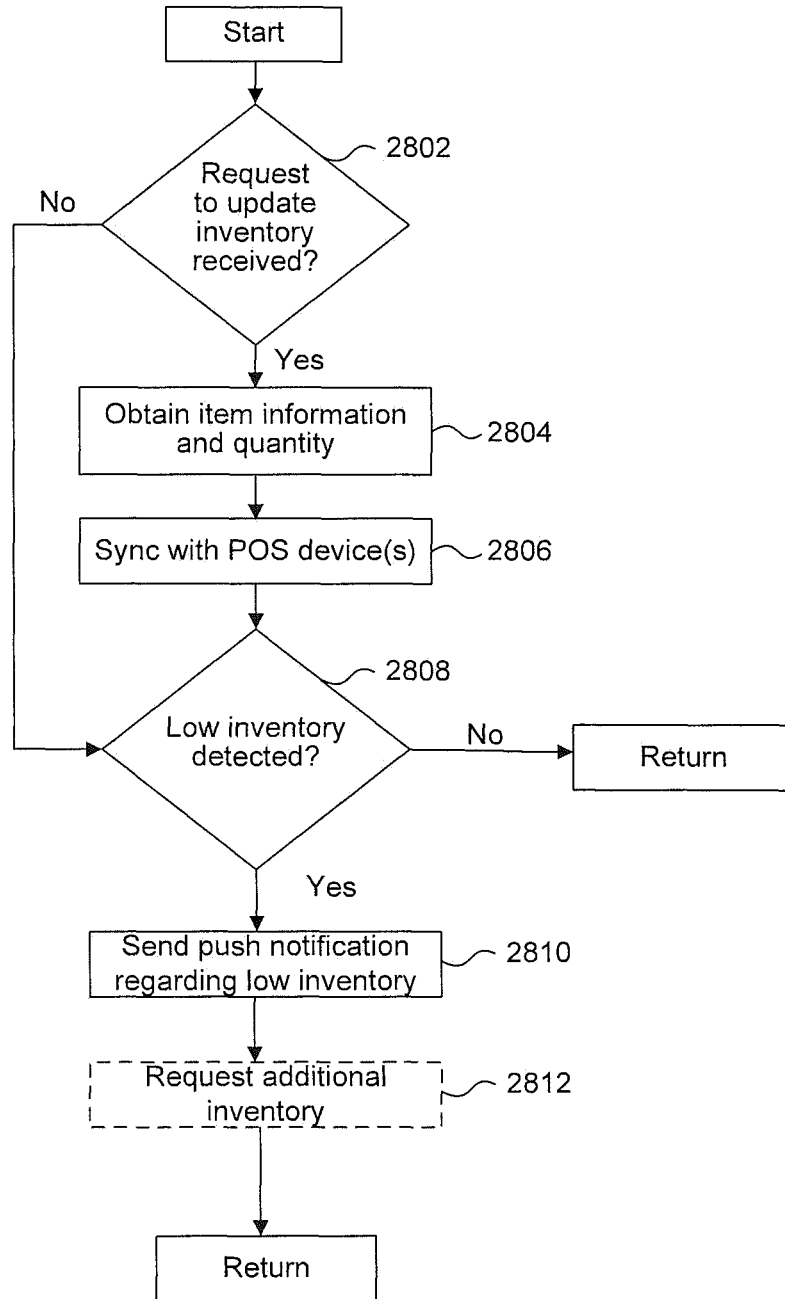 Start
2802
Request
to update
inventory
received?
No
Yes
Obtain item information
and quantity
2804
Sync with POS device(s)
2806
2808
Low inventory
detected?
No
Return
Yes
Send push notification
regarding low inventory
2810
Request additional
inventory
2812
Return